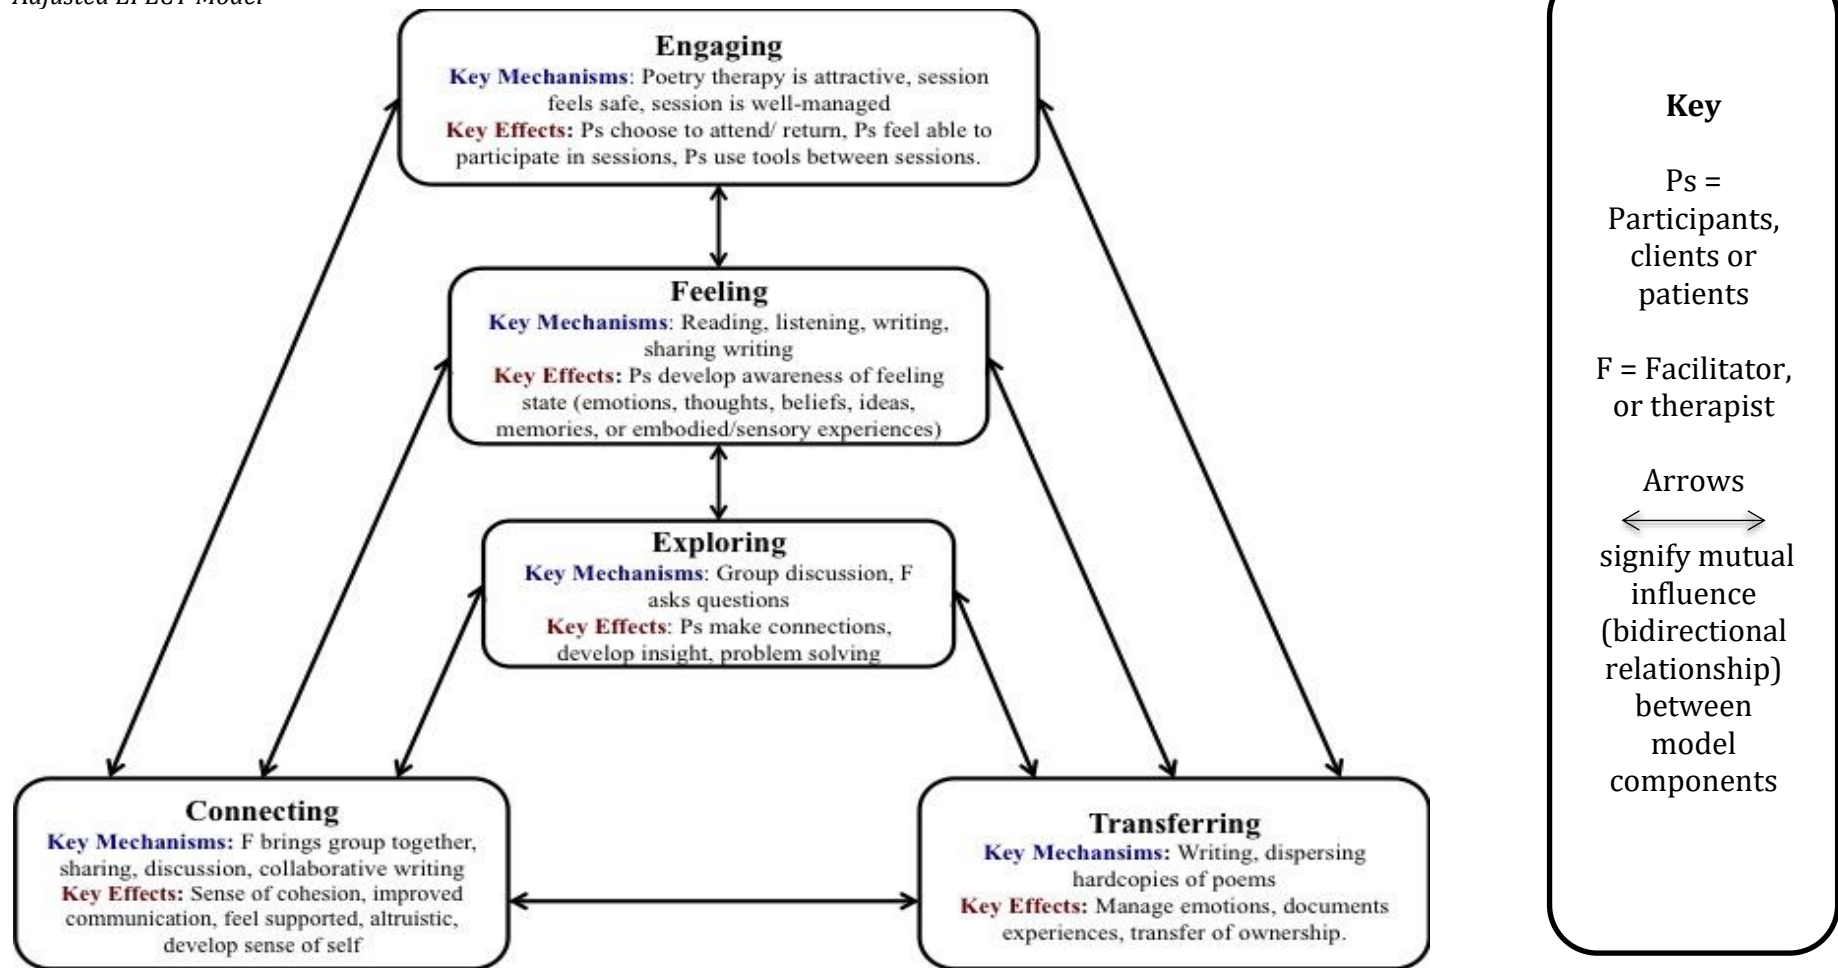 Adjusted EFECT Model
Engaging
Key Mechanisms: Poetry therapy is attractive, session
feels safe, session is well-managed
Key Effects: Ps choose to attend/ return, Ps feel able to
participate in sessions, Ps use tools between sessions.
Feeling
Key Mechanisms: Reading, listening, writing,
sharing writing
Key Effects: Ps develop awareness of feeling
state (emotions, thoughts, beliefs, ideas,
memories, or embodied/sensory experiences)
Exploring
Key Mechanisms: Group discussion, F
asks questions
Key Effects: Ps make connections,
develop insight, problem solving
Connecting
Key Mechanisms: F brings group together,
sharing, discussion, collaborative writing
Key Effects: Sense of cohesion, improved
communication, feel supported, altruistic,
develop sense of self
Transferring
Key Mechansims: Writing, dispersing
hardcopies of poems
Key Effects: Manage emotions, documents
experiences, transfer of ownership.
Key
Ps =
Participants,
clients or
patients
F = Facilitator,
or therapist
Arrows
signify mutual
influence
(bidirectional
relationship)
between
model
components